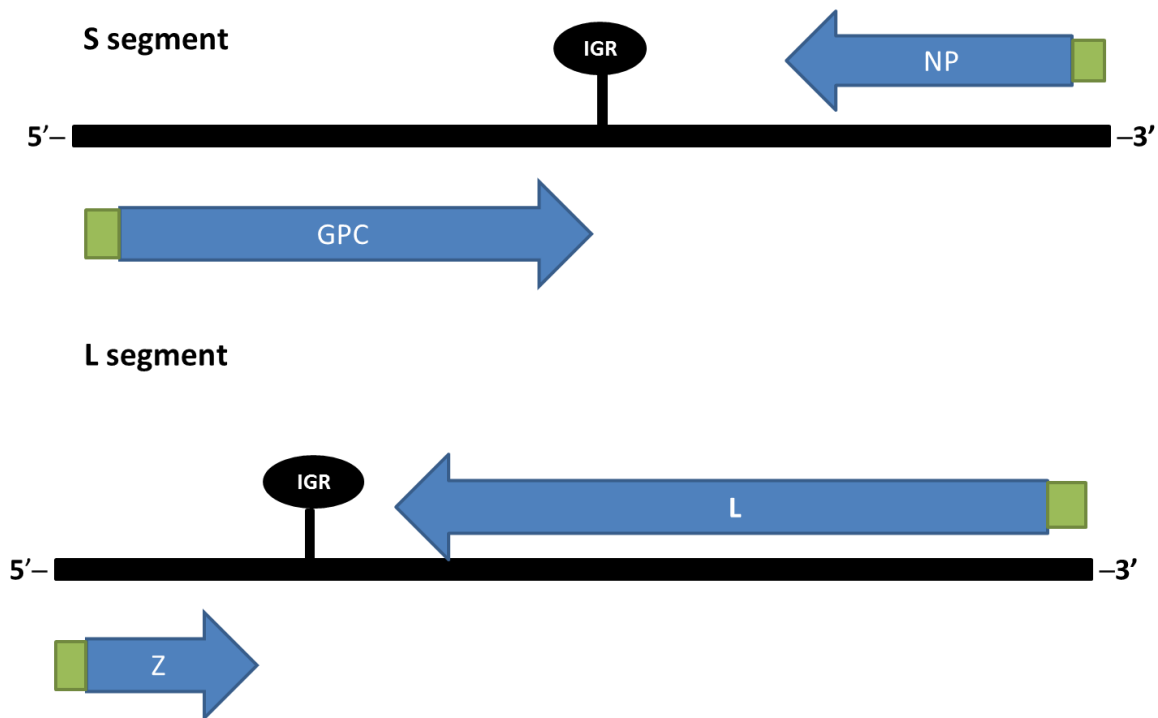 S segment
IGR
NP
5’–
–3’
GPC
L segment
IGR
L
5’–
–3’
Z